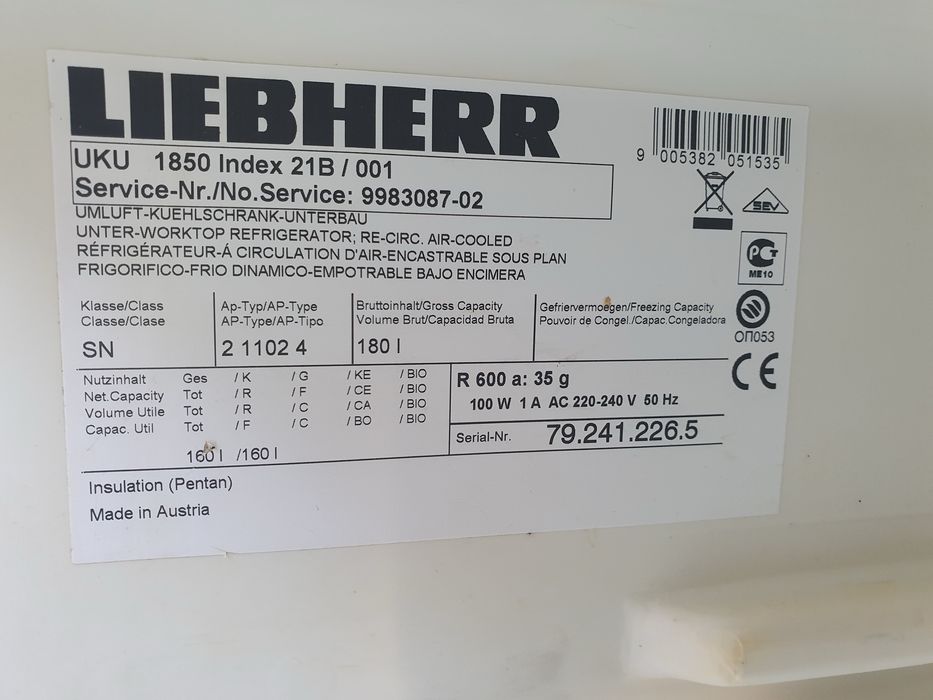 LIEBHERR
9 005382 051535
UKU 1850 Index 21B / 001
Service-Nr./No.Service: 9983087-02
UMLUFT-KUEHLSCHRANK-UNTERBAU
UNTER-WORKTOP REFRIGERATOR; RE-CIRC. AIR-COOLED
RÉFRIGÉRATEUR-Á CIRCULATION D'AIR-ENCASTRABLE SOUS PLAN
FRIGORIFICO-FRIO DINAMICO-EMPOTRABLE BAJO ENCIMERA
SEV
РСТ
ME10
ОП053
CE
Klasse/Class
Classe/Clase
SN
Ap-Typ/AP-Type
AP-Type/AP-Tipo
2 1102 4
Bruttoinhalt/Gross Capacity
Volume Brut/Capacidad Bruta
180 l
Gefriervermoegen/Freezing Capacity
Pouvoir de Congel./Capac.Congeladora
Nutzinhalt Ges / K / G / KE / BIO
Net.Capacity Tot / R / F / CE / BIO
Volume Utile Tot / R / C / CA / BIO
Capac. Util Tot / F / C / BO / BIO
160 l /160 l
R 600 a: 35 g
100 W 1 A AC 220-240 V 50 Hz
Serial-Nr. 79.241.226.5
Insulation (Pentan)
Made in Austria